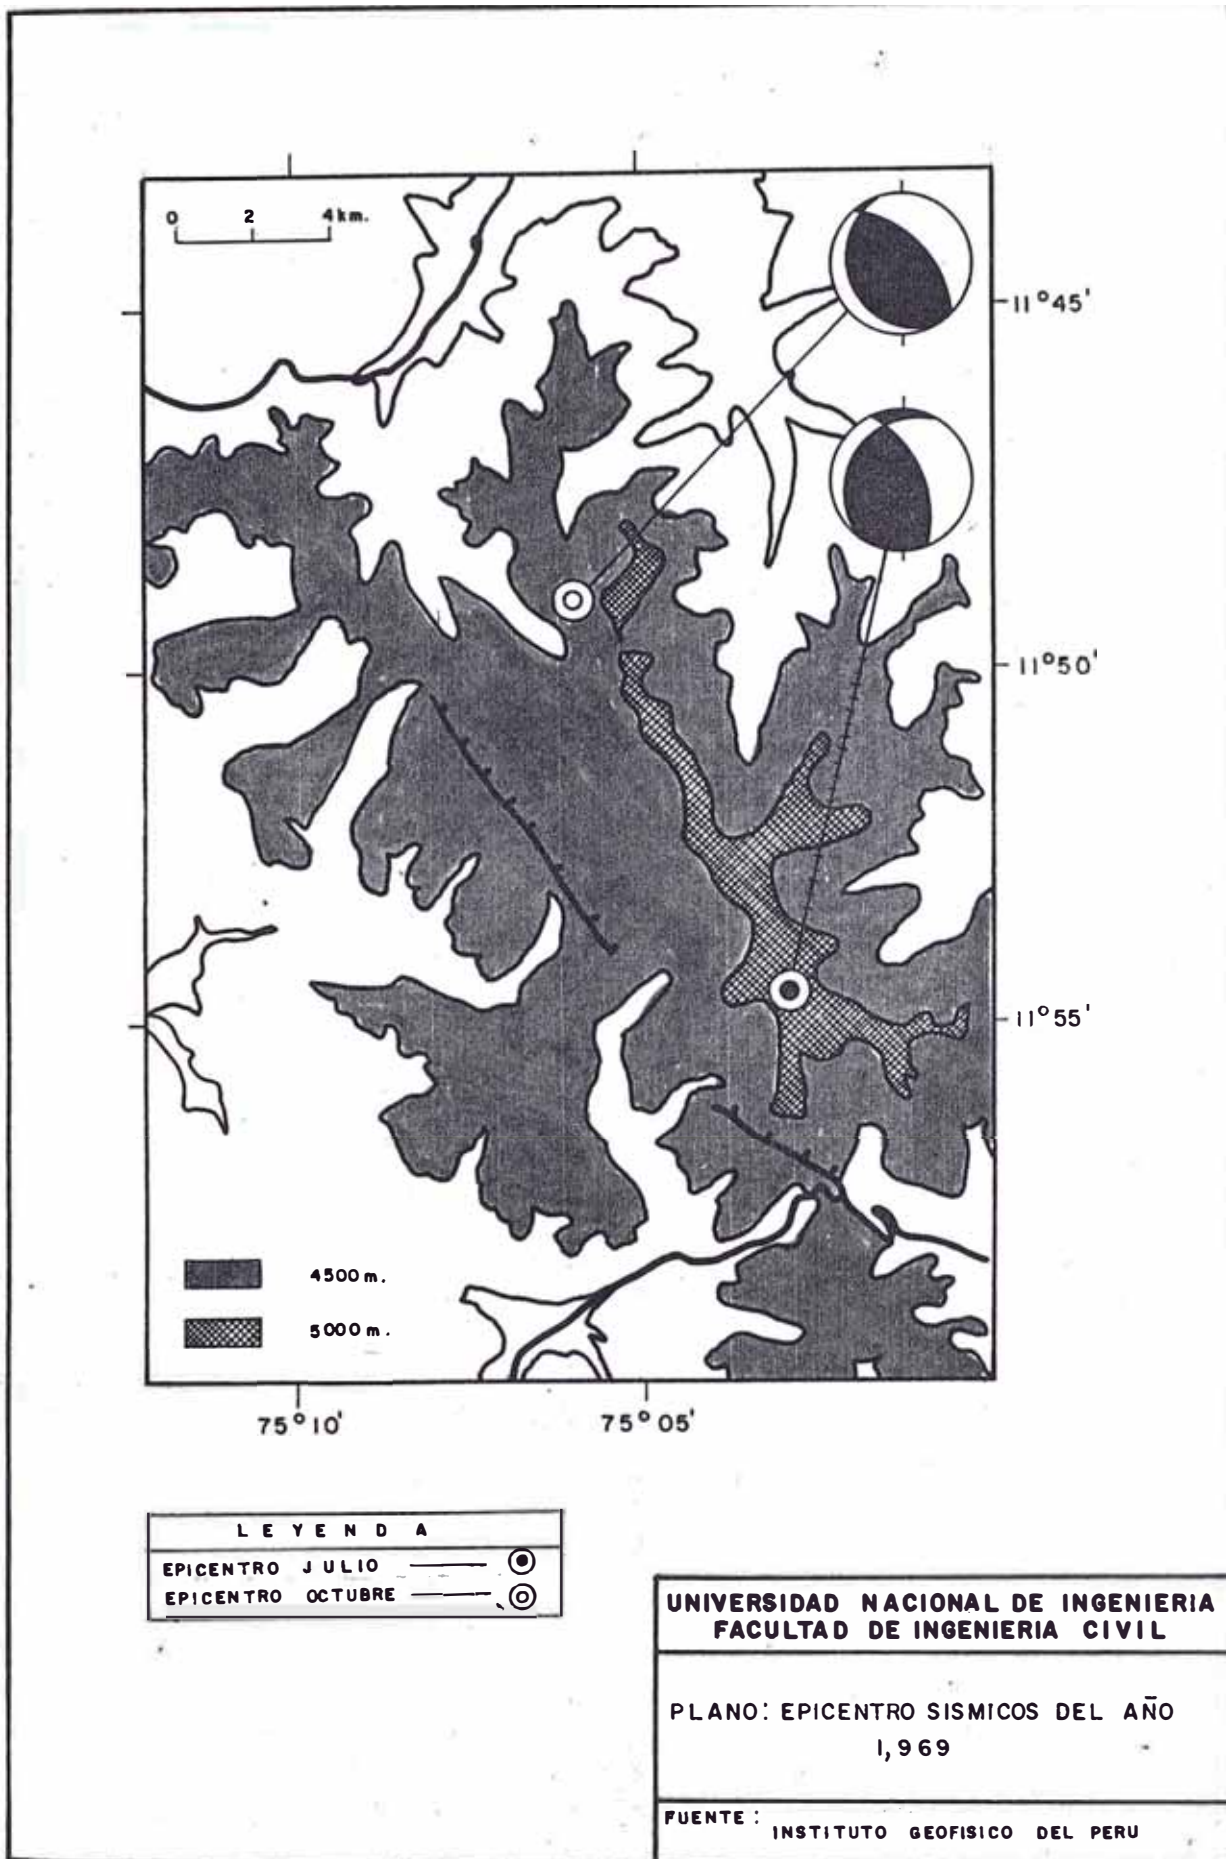 0 2 4km.
11°45'
11°50'
11°55'
4500 m.
5000 m.
75°10' 75°05'
LEYENDA
EPICENTRO JULIO
EPICENTRO OCTUBRE
UNIVERSIDAD NACIONAL DE INGENIERIA
FACULTAD DE INGENIERIA CIVIL
PLANO: EPICENTRO SISMICOS DEL AÑO
1,969
FUENTE:
INSTITUTO GEOFISICO DEL PERU